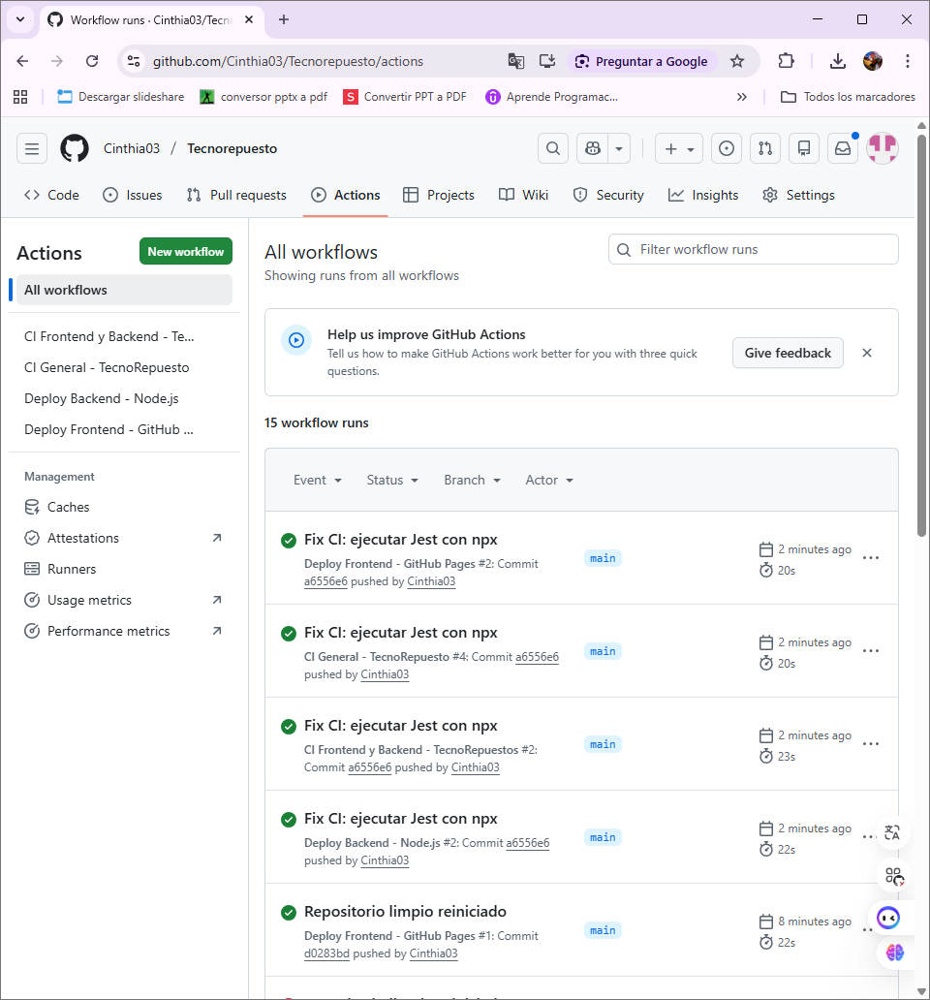 Workflow runs · Cinthia03/Tecno
github.com/Cinthia03/Tecnorepuesto/actions
Preguntar a Google
Descargar slideshare
conversor pptx a pdf
Convertir PPT a PDF
Aprende Programac...
Todos los marcadores
Cinthia03 / Tecnorepuesto
Code
Issues
Pull requests
Actions
Projects
Wiki
Security
Insights
Settings
Actions
New workflow
All workflows
CI Frontend y Backend - Te...
CI General - TecnoRepuesto
Deploy Backend - Node.js
Deploy Frontend - GitHub ...
Management
Caches
Attestations
Runners
Usage metrics
Performance metrics
All workflows
Showing runs from all workflows
Filter workflow runs
Help us improve GitHub Actions
Tell us how to make GitHub Actions work better for you with three quick
questions.
Give feedback
15 workflow runs
Event
Status
Branch
Actor
Fix CI: ejecutar Jest con npx
Deploy Frontend - GitHub Pages #2: Commit
a6556e6 pushed by Cinthia03
main
2 minutes ago
20s
Fix CI: ejecutar Jest con npx
CI General - TecnoRepuesto #4: Commit a6556e6
pushed by Cinthia03
main
2 minutes ago
20s
Fix CI: ejecutar Jest con npx
CI Frontend y Backend - TecnoRepuestos #2:
Commit a6556e6 pushed by Cinthia03
main
2 minutes ago
23s
Fix CI: ejecutar Jest con npx
Deploy Backend - Node.js #2: Commit a6556e6
pushed by Cinthia03
main
2 minutes ago
22s
Repositorio limpio reiniciado
Deploy Frontend - GitHub Pages #1: Commit
d0283bd pushed by Cinthia03
main
8 minutes ago
22s